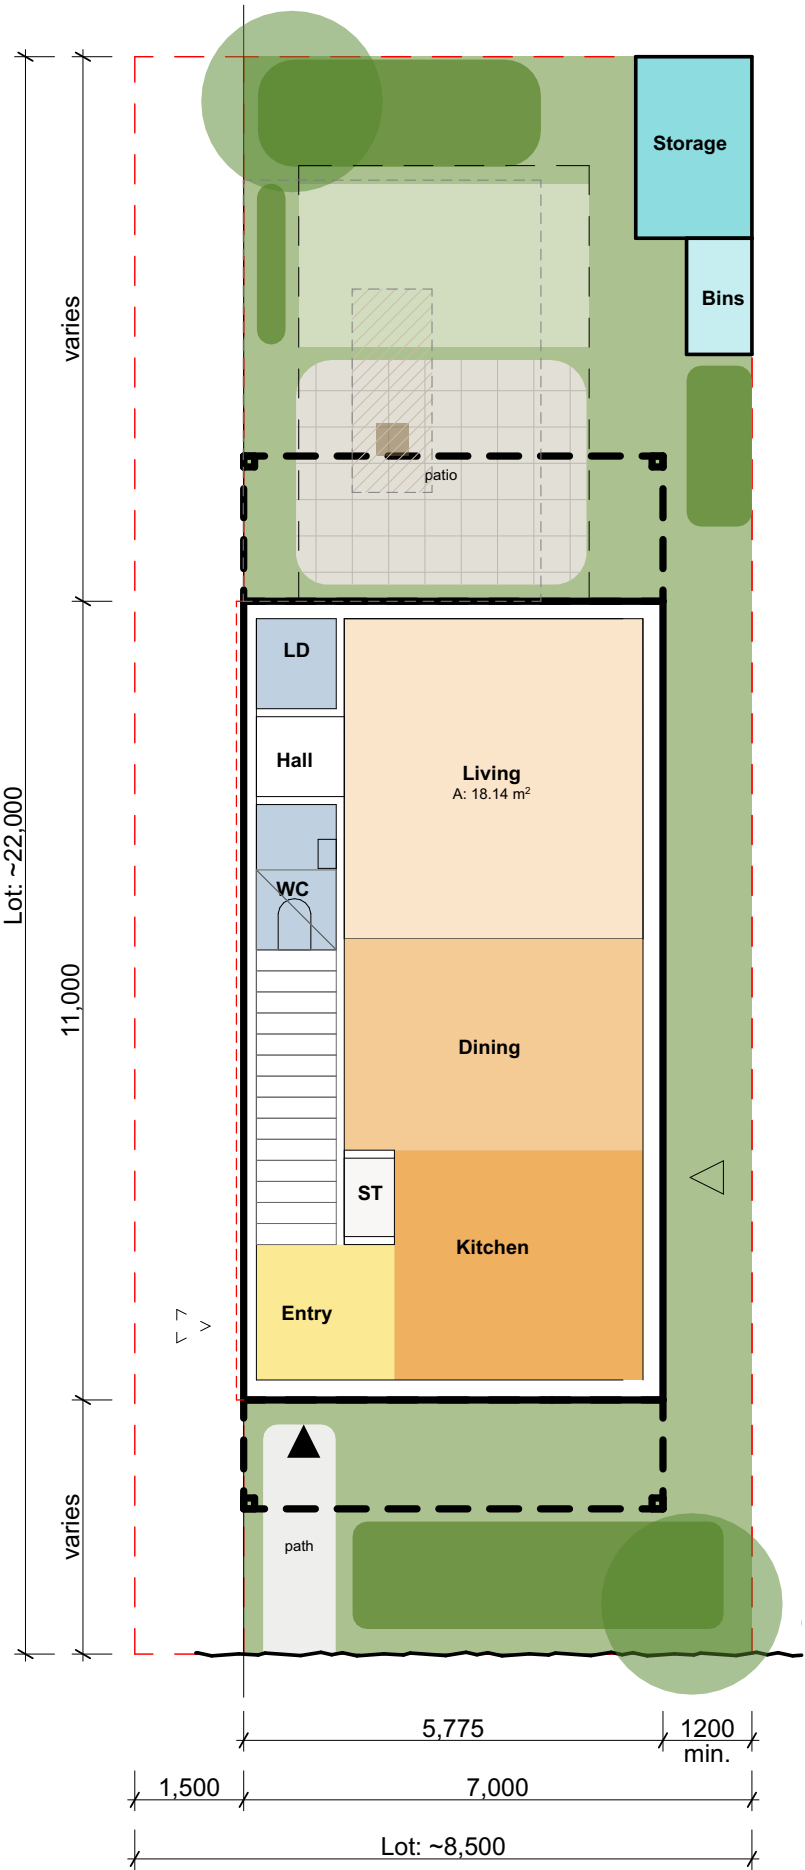 Storage
Bins
varies
patio
LD
Hall
Living
A: 18.14 m²
Lot: ~22,000
WC
11,000
Dining
ST
Kitchen
Entry
varies
path
5,775
1200
min.
1,500
7,000
Lot: ~8,500